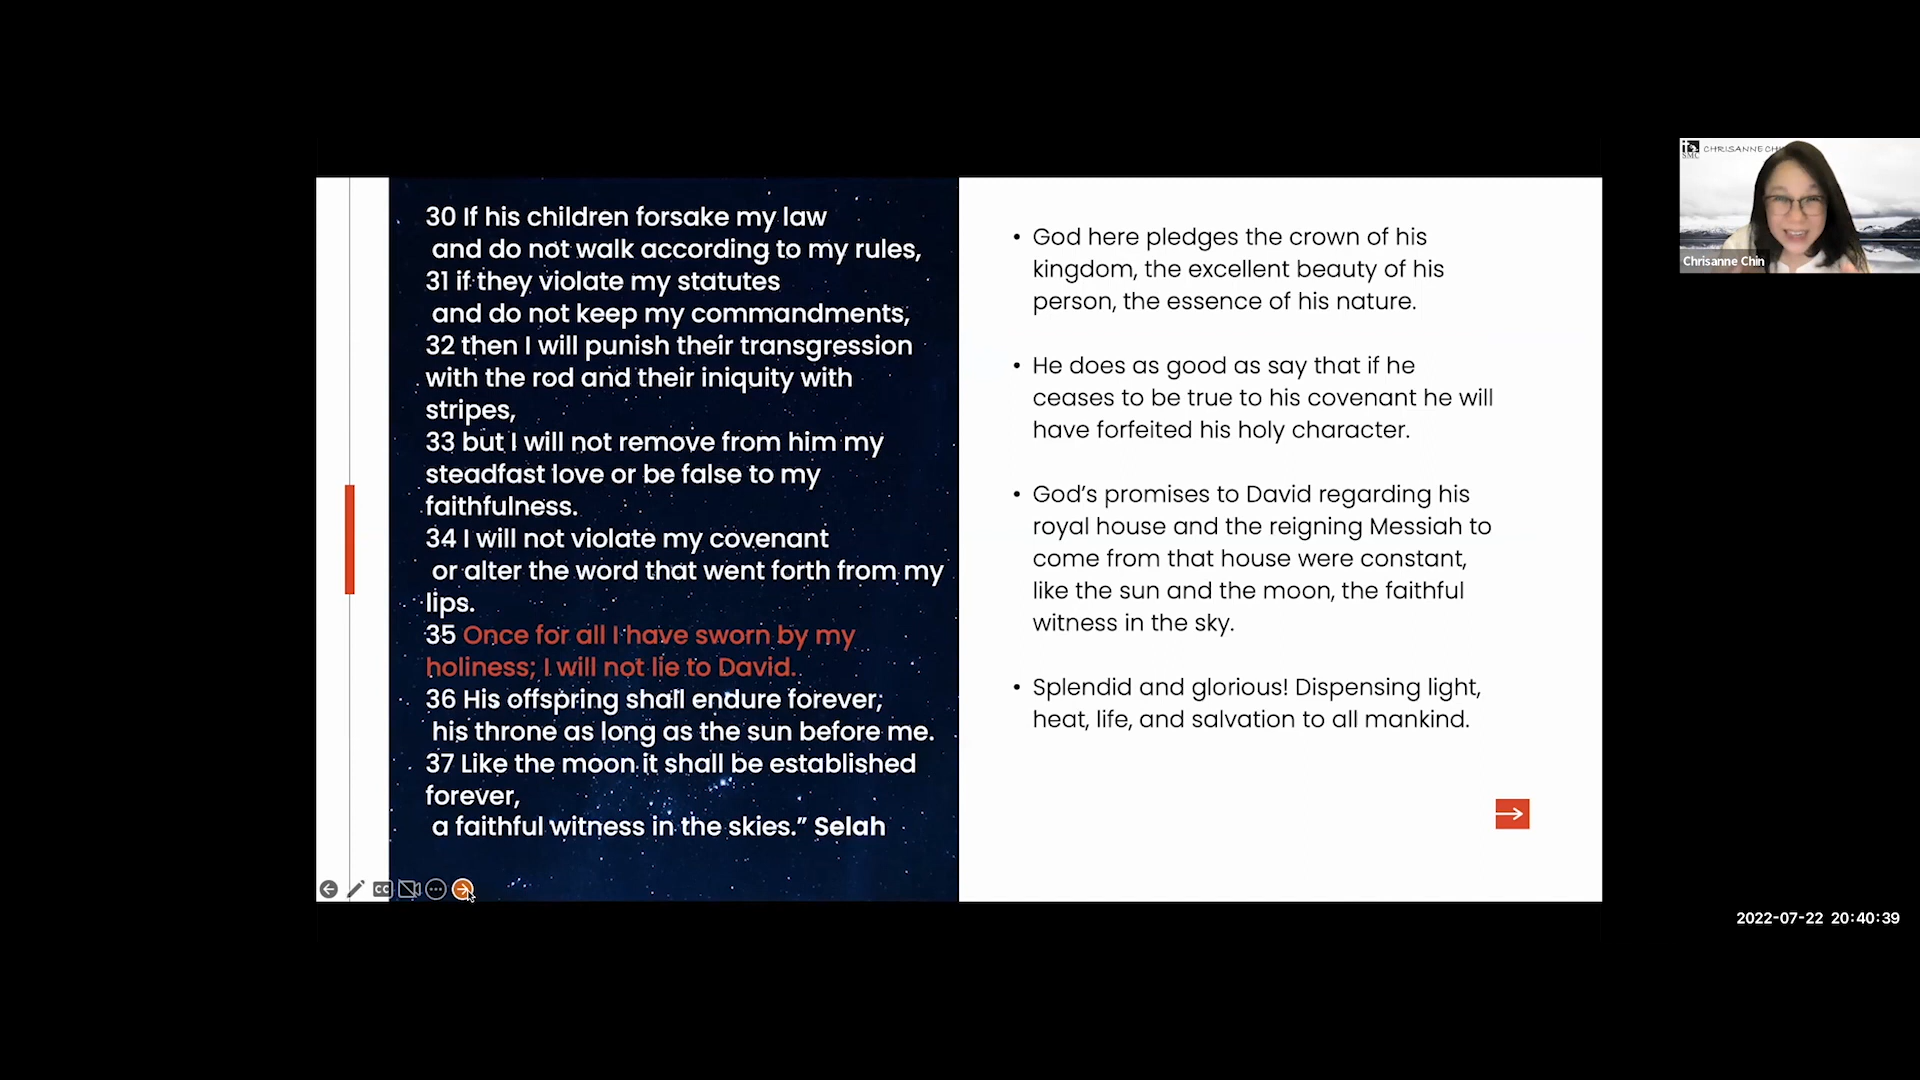 30 If his children forsake my law
and do not walk according to my rules,
31 if they violate my statutes
and do not keep my commandments,
32 then I will punish their transgression
with the rod and their iniquity with
stripes,
33 but I will not remove from him my
steadfast love or be false to my
faithfulness.
34 I will not violate my covenant
or alter the word that went forth from my
lips.
35 Once for all I have sworn by my
holiness; I will not lie to David.
36 His offspring shall endure forever;
his throne as long as the sun before me.
37 Like the moon it shall be established
forever,
a faithful witness in the skies.” Selah
• God here pledges the crown of his
kingdom, the excellent beauty of his
person, the essence of his nature.
• He does as good as say that if he
ceases to be true to his covenant he will
have forfeited his holy character.
• God’s promises to David regarding his
royal house and the reigning Messiah to
come from that house were constant,
like the sun and the moon, the faithful
witness in the sky.
• Splendid and glorious! Dispensing light,
heat, life, and salvation to all mankind.
CC
SMC
CHRISANNE
Chrisanne Chin
2022-07-22 20:40:39